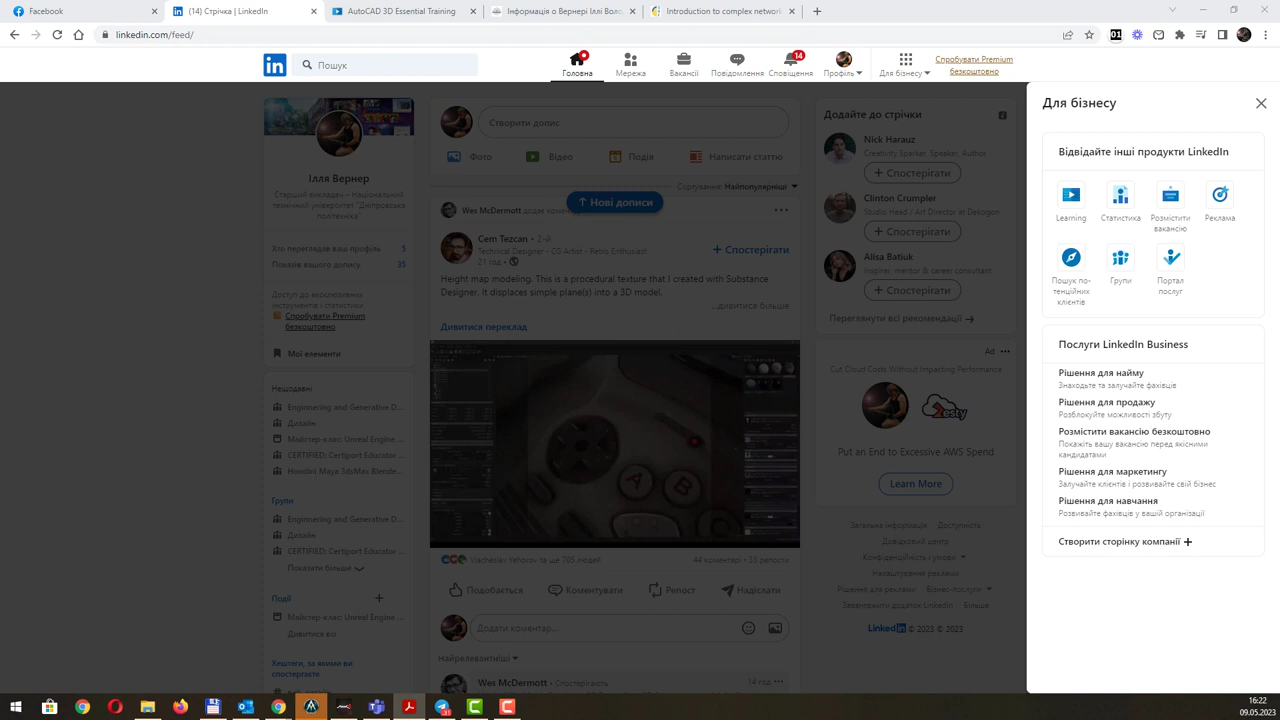 Facebook
(14) Стрічка | LinkedIn
AutoCAD 3D Essential Training
Інформація о Вернері Іллі Воло
Introduction to complex network
linkedin.com/feed/
Пошук
14
Головна
Мережа
Вакансії
Повідомлення
Сповіщення
Профіль
Для бізнесу
Спробувати Premium
безкоштовно
Ілля Вернер
Старший викладач – Національний
технічний університет "Дніпровська
політехніка"
Хто переглядав ваш профіль 5
Покази вашого допису 35
Доступ до ексклюзивних
інструментів і статистики
Спробувати Premium
безкоштовно
Мої елементи
Нещодавні
Enginnering and Generative D...
Дизайн
Майстер-клас: Unreal Engine ...
CERTIFIED: Certiport Educator ...
Houdini Maya 3dsMax Blende...
Групи
Enginnering and Generative D...
Дизайн
CERTIFIED: Certiport Educator ...
Показати більше
Події
Майстер-клас: Unreal Engine ...
Дивитися всі
Хештеги, за якими ви
спостерігаєте
Створити допис
Фото
Відео
Подія
Написати статтю
Сортування: Найпопулярніші
Нові дописи
Wes McDermott додав коментар
Cem Tezcan • 2-й
Technical Designer - CG Artist - Rebis Enthusiast
21 год •
Спостерігати
Height map modeling. This is a procedural texture that I created with Substance
Designer. It displaces simple plane(s) into a 3D model.
...дивитися більше
Дивитися переклад
A B
Viacheslav Yehorov та ще 705 людей
44 коментарі • 33 репости
Подобається
Коментувати
Репост
Надіслати
Додати коментар...
Найрелевантніші
Wes McDermott • Спостерігають
14 год
Додайте до стрічки
Nick Harauz
Creativity Sparker, Speaker, Author
Спостерігати
Clinton Crumpler
Studio Head / Art Director at Dekogon
Спостерігати
Alisa Batiuk
Inspirer, mentor & career consultant
Спостерігати
Переглянути всі рекомендації
Ad
Cut Cloud Costs Without Impacting Performance
Zesty
Put an End to Excessive AWS Spend
Learn More
Загальна інформація Доступність
Довідковий центр
Конфіденційність і умови
Налаштування реклами
Рішення для реклами Бізнес-послуги
Завантажити додаток LinkedIn Більше
LinkedIn © 2023 © 2023
Для бізнесу
Відвідайте інші продукти LinkedIn
Learning
Статистика
Розмістити
вакансію
Реклама
Пошук по-
тенційних
клієнтів
Групи
Портал
послуг
Послуги LinkedIn Business
Рішення для найму
Знаходьте та залучайте фахівців
Рішення для продажу
Розблокуйте можливості збуту
Розмістити вакансію безкоштовно
Покажіть вашу вакансію перед якісними
кандидатами
Рішення для маркетингу
Залучайте клієнтів і розвивайте свій бізнес
Рішення для навчання
Розвивайте фахівців у вашій організації
Створити сторінку компанії
16:22
09.05.2023